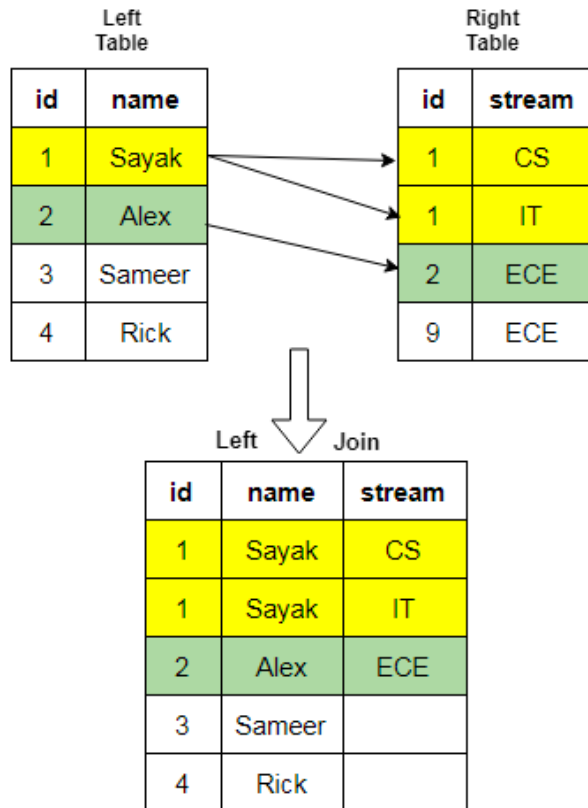 Left
Table
id name
1 Sayak
2 Alex
3 Sameer
4 Rick
Right
Table
id stream
1 CS
1 IT
2 ECE
9 ECE
Left Join
id name stream
1 Sayak CS
1 Sayak IT
2 Alex ECE
3 Sameer
4 Rick